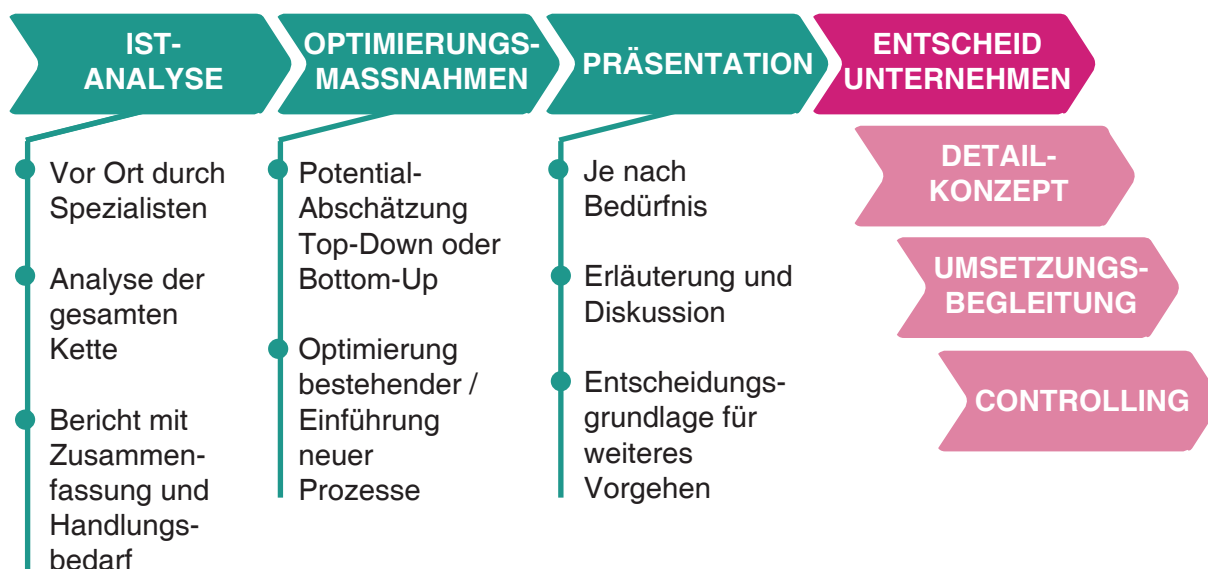 IST-
ANALYSE
OPTIMIERUNGS-
MASSNAHMEN
PRÄSENTATION
ENTSCHEID
UNTERNEHMEN
Vor Ort durch
Spezialisten
Analyse der
gesamten
Kette
Bericht mit
Zusammen-
fassung und
Handlungs-
bedarf
Potential-
Abschätzung
Top-Down oder
Bottom-Up
Optimierung
bestehender /
Einführung
neuer
Prozesse
Je nach
Bedürfnis
Erläuterung und
Diskussion
Entscheidungs-
grundlage für
weiteres
Vorgehen
DETAIL-
KONZEPT
UMSETZUNGS-
BEGLEITUNG
CONTROLLING